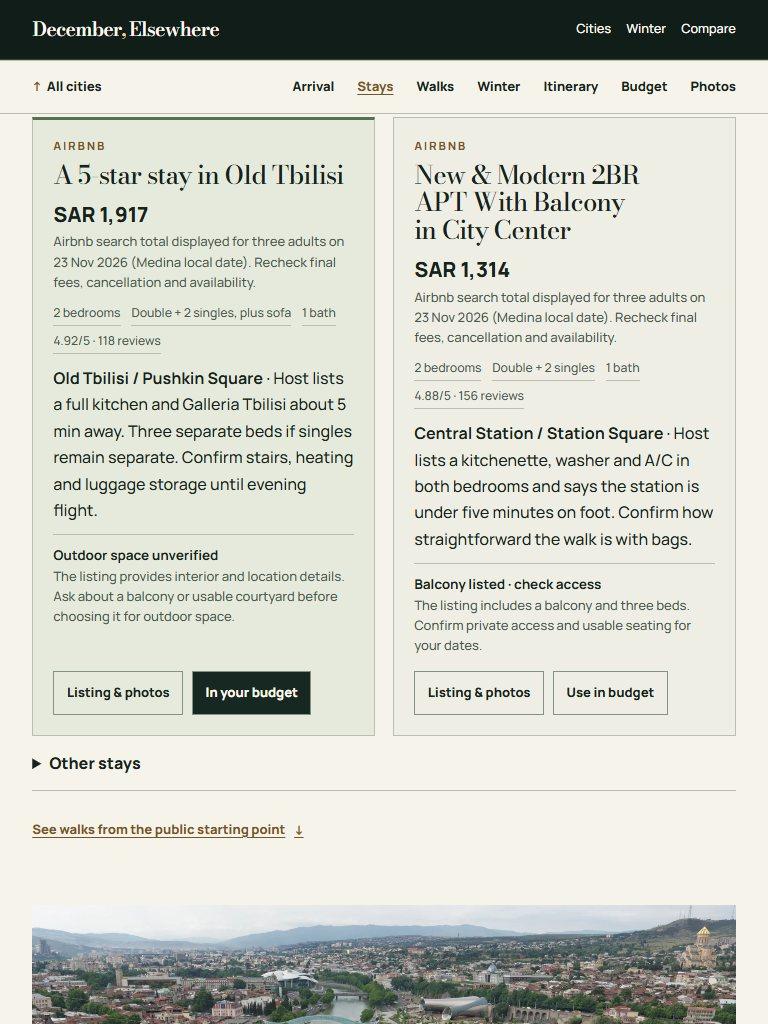 December, Elsewhere
Cities Winter Compare
↑ All cities
Arrival Stays Walks Winter Itinerary Budget Photos
AIRBNB
A 5-star stay in Old Tbilisi
SAR 1,917
Airbnb search total displayed for three adults on
23 Nov 2026 (Medina local date). Recheck final
fees, cancellation and availability.
2 bedrooms Double + 2 singles, plus sofa 1 bath
4.92/5 · 118 reviews
Old Tbilisi / Pushkin Square · Host lists
a full kitchen and Galleria Tbilisi about 5
min away. Three separate beds if singles
remain separate. Confirm stairs, heating
and luggage storage until evening
flight.
Outdoor space unverified
The listing provides interior and location details.
Ask about a balcony or usable courtyard before
choosing it for outdoor space.
Listing & photos In your budget
AIRBNB
New & Modern 2BR
APT With Balcony
in City Center
SAR 1,314
Airbnb search total displayed for three adults on
23 Nov 2026 (Medina local date). Recheck final
fees, cancellation and availability.
2 bedrooms Double + 2 singles 1 bath
4.88/5 · 156 reviews
Central Station / Station Square · Host
lists a kitchenette, washer and A/C in
both bedrooms and says the station is
under five minutes on foot. Confirm how
straightforward the walk is with bags.
Balcony listed · check access
The listing includes a balcony and three beds.
Confirm private access and usable seating for
your dates.
Listing & photos Use in budget
▶ Other stays
See walks from the public starting point ↓